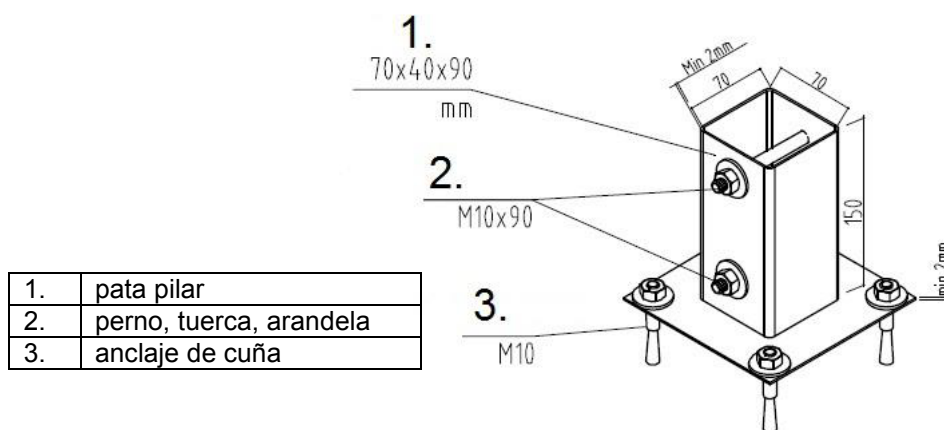 1.
70x40x90
mm
2.
M10x90
3.
M10
Min 2mm
70
70
150
min 2mm
1. pata pilar
2. perno, tuerca, arandela
3. anclaje de cuña